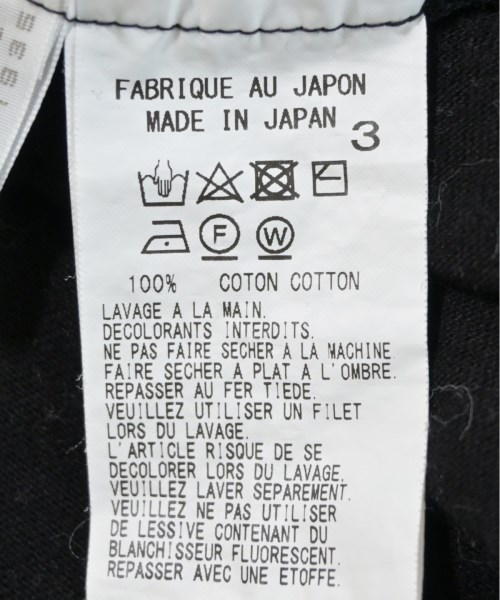 FABRIQUE AU JAPON
MADE IN JAPAN 3
F W
100% COTON COTTON
LAVAGE A LA MAIN.
DECOLORANTS INTERDITS.
NE PAS FAIRE SECHER A LA MACHINE
FAIRE SECHER A PLAT A L'OMBRE.
REPASSER AU FER TIEDE.
VEUILLEZ UTILISER UN FILET
LORS DU LAVAGE.
L'ARTICLE RISQUE DE SE
DECOLORER LORS DU LAVAGE.
VEUILLEZ LAVER SEPAREMENT.
VEUILLEZ NE PAS UTILISER
DE LESSIVE CONTENANT DU
BLANCHISSEUR FLUORESCENT.
REPASSER AVEC UNE ETOFFE.